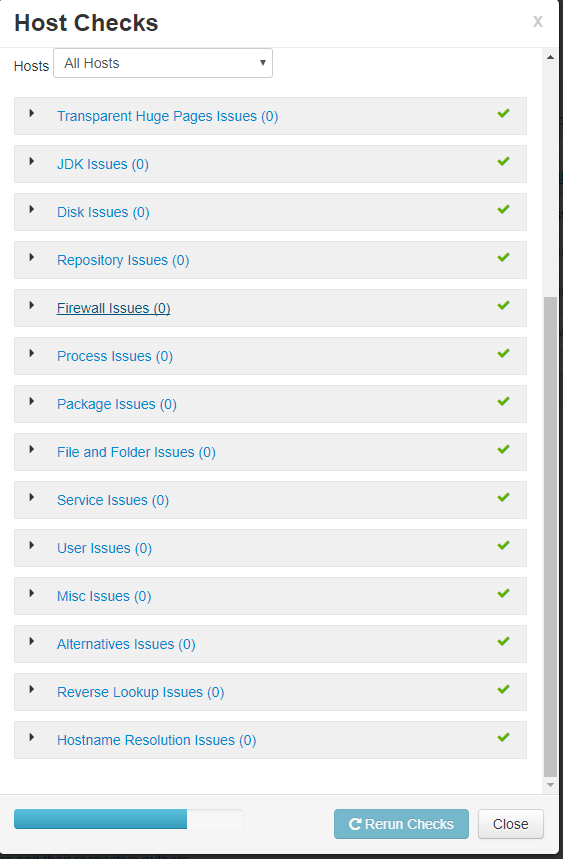 Host Checks
x
Hosts All Hosts
Transparent Huge Pages Issues (0)
JDK Issues (0)
Disk Issues (0)
Repository Issues (0)
Firewall Issues (0)
Process Issues (0)
Package Issues (0)
File and Folder Issues (0)
Service Issues (0)
User Issues (0)
Misc Issues (0)
Alternatives Issues (0)
Reverse Lookup Issues (0)
Hostname Resolution Issues (0)
Rerun Checks Close